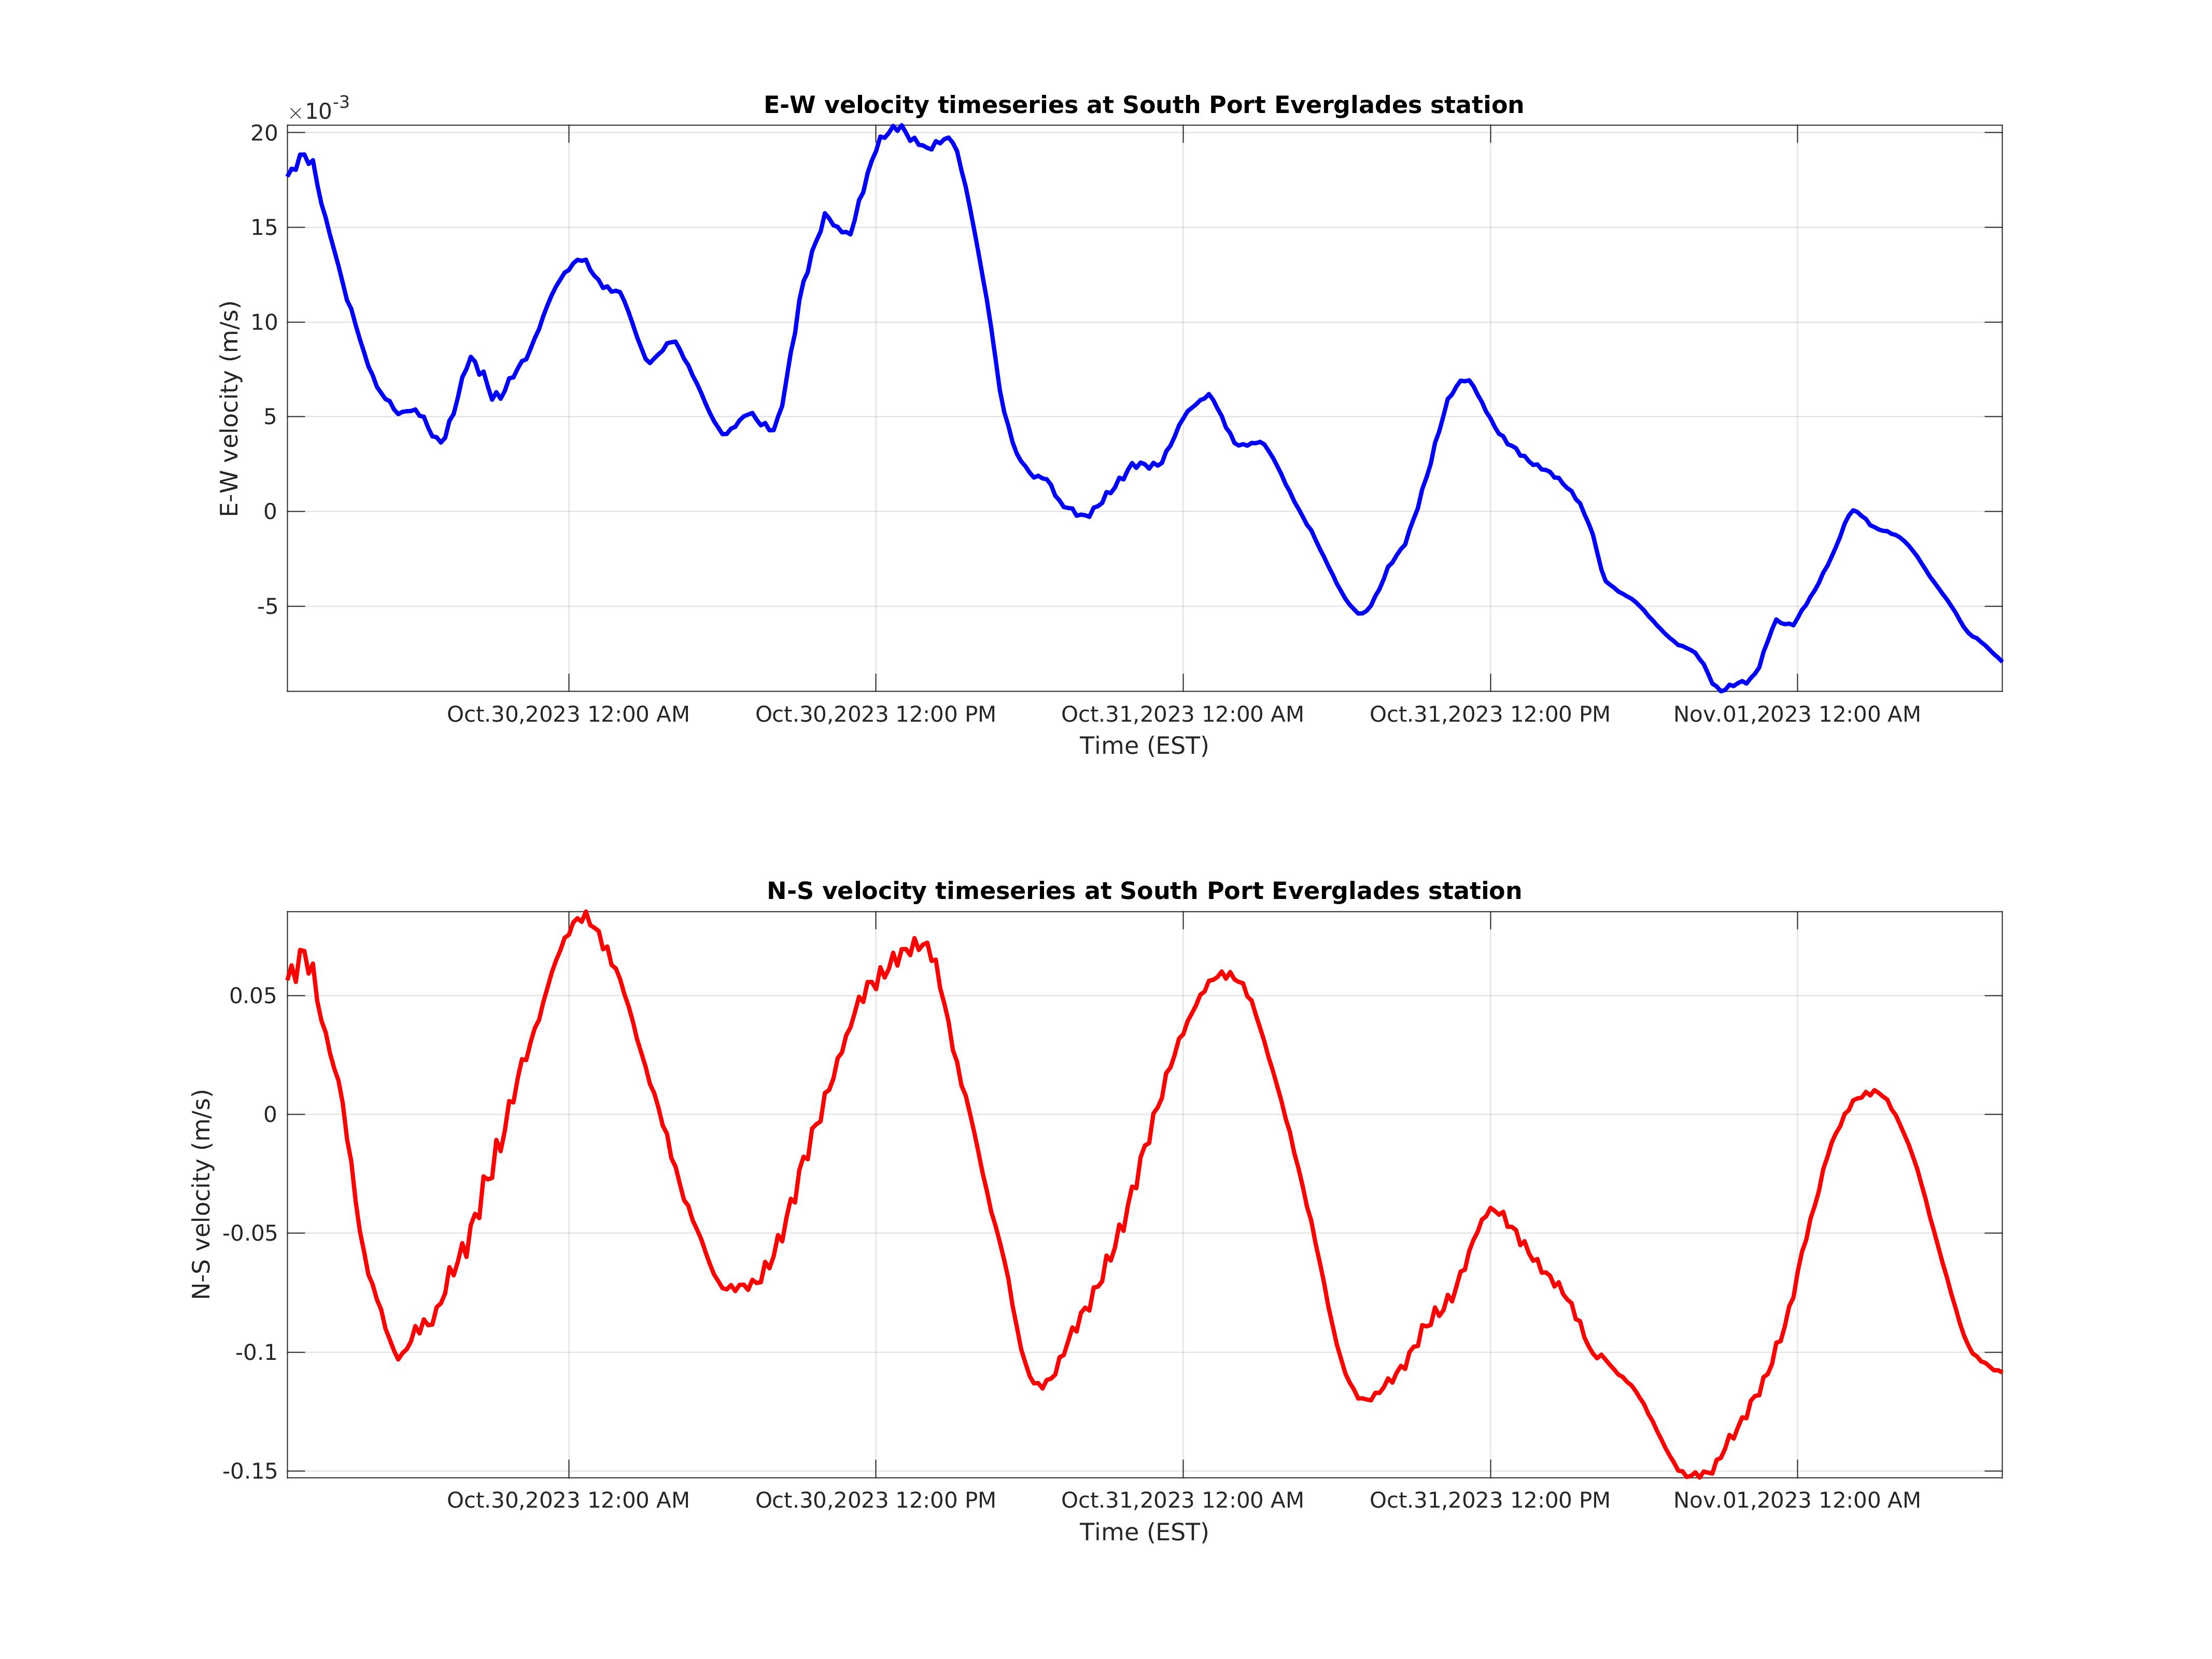 ×10-3
E-W velocity timeseries at South Port Everglades station
20
15
10
5
0
-5
E-W velocity (m/s)
Oct.30,2023 12:00 AM Oct.30,2023 12:00 PM Oct.31,2023 12:00 AM Oct.31,2023 12:00 PM Nov.01,2023 12:00 AM
Time (EST)
N-S velocity timeseries at South Port Everglades station
0.05
0
-0.05
-0.1
-0.15
N-S velocity (m/s)
Oct.30,2023 12:00 AM Oct.30,2023 12:00 PM Oct.31,2023 12:00 AM Oct.31,2023 12:00 PM Nov.01,2023 12:00 AM
Time (EST)